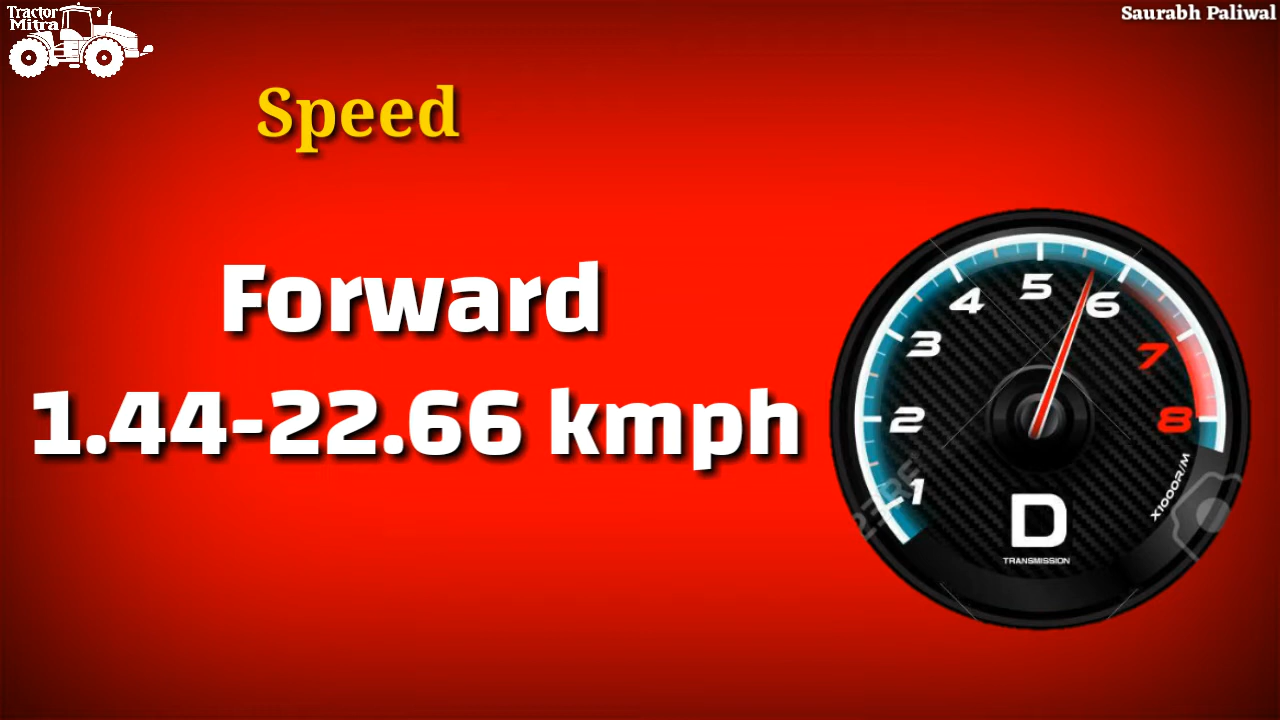 Tractor
Mitra
Saurabh Paliwal
Speed
Forward
1.44-22.66 kmph
1
2
3
4
5
6
7
8
X1000R/M
D
TRANSMISSION